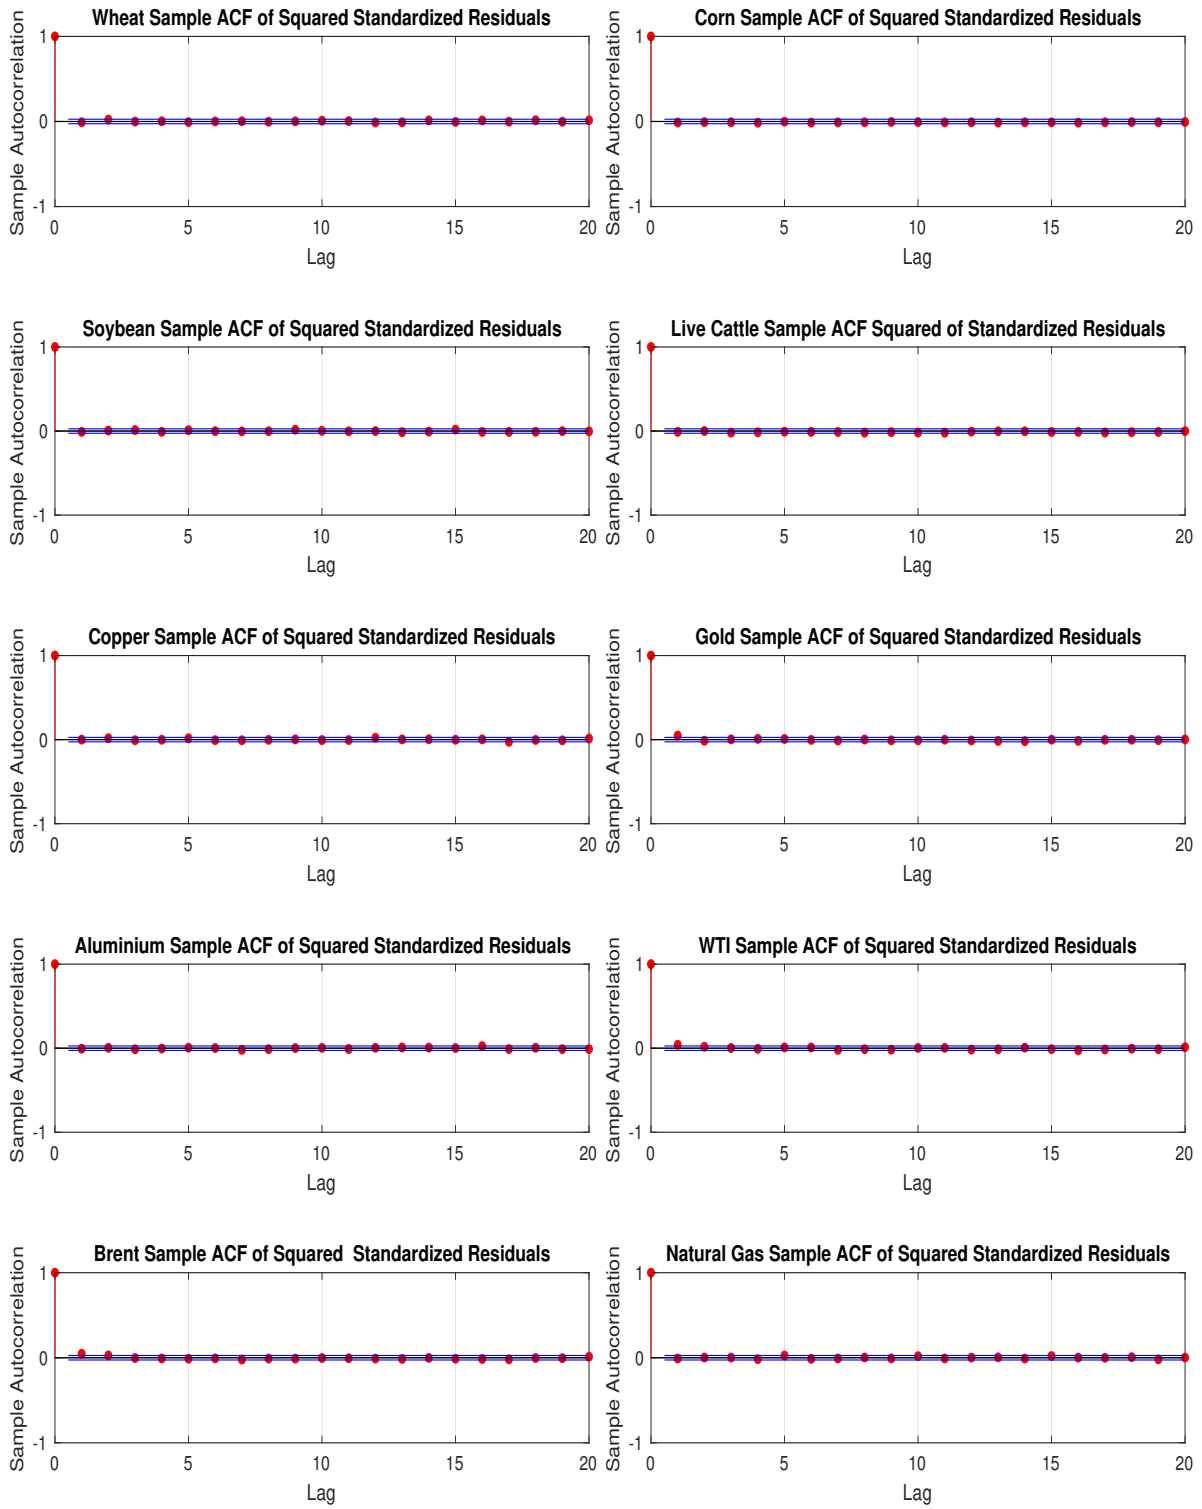 Wheat Sample ACF of Squared Standardized Residuals
Sample Autocorrelation
1
0
-1
0 5 10 15 20
Lag
Corn Sample ACF of Squared Standardized Residuals
Sample Autocorrelation
1
0
-1
0 5 10 15 20
Lag
Soybean Sample ACF of Squared Standardized Residuals
Sample Autocorrelation
1
0
-1
0 5 10 15 20
Lag
Live Cattle Sample ACF Squared of Standardized Residuals
Sample Autocorrelation
1
0
-1
0 5 10 15 20
Lag
Copper Sample ACF of Squared Standardized Residuals
Sample Autocorrelation
1
0
-1
0 5 10 15 20
Lag
Gold Sample ACF of Squared Standardized Residuals
Sample Autocorrelation
1
0
-1
0 5 10 15 20
Lag
Aluminium Sample ACF of Squared Standardized Residuals
Sample Autocorrelation
1
0
-1
0 5 10 15 20
Lag
WTI Sample ACF of Squared Standardized Residuals
Sample Autocorrelation
1
0
-1
0 5 10 15 20
Lag
Brent Sample ACF of Squared  Standardized Residuals
Sample Autocorrelation
1
0
-1
0 5 10 15 20
Lag
Natural Gas Sample ACF of Squared Standardized Residuals
Sample Autocorrelation
1
0
-1
0 5 10 15 20
Lag